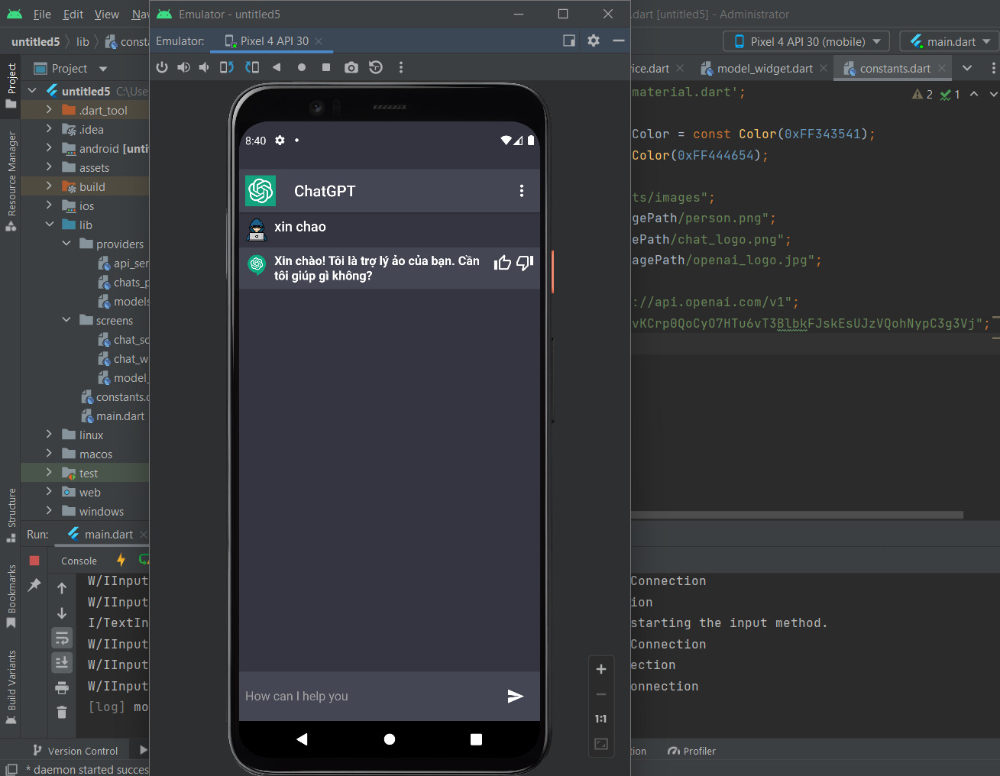 File Edit View Nav
Emulator - untitled5
.dart [untitled5] - Administrator
untitled5 lib consta
Emulator: Pixel 4 API 30
Pixel 4 API 30 (mobile) main.dart
Project
vice.dart model_widget.dart constants.dart
untitled5 C:\Use
.dart_tool
.idea
android [unti
assets
build
ios
lib
providers
api_ser
chats_p
models
screens
chat_sc
chat_w
model_
constants.d
main.dart
linux
macos
test
web
windows
Project
Resource Manager
Structure
Bookmarks
Build Variants
8:40
ChatGPT
xin chao
Xin chào! Tôi là trợ lý ảo của bạn. Cần
tôi giúp gì không?
How can I help you
1:1
material.dart';
2 1
Color = const Color(0xFF343541);
Color(0xFF444654);
ts/images";
gePath/person.png";
ePath/chat_logo.png";
agePath/openai_logo.jpg";
://api.openai.com/v1";
vKCrp0QoCyO7HTu6vT3BlbkFJskEsUJzVQohNypC3g3Vj";
Run: main.dart
Console
W/IInput
Connection
W/IInput
ion
I/TextIn
starting the input method.
W/IInput
Connection
W/IInput
ection
W/IInput
onnection
[log] mo
Version Control
tion Profiler
* daemon started succes